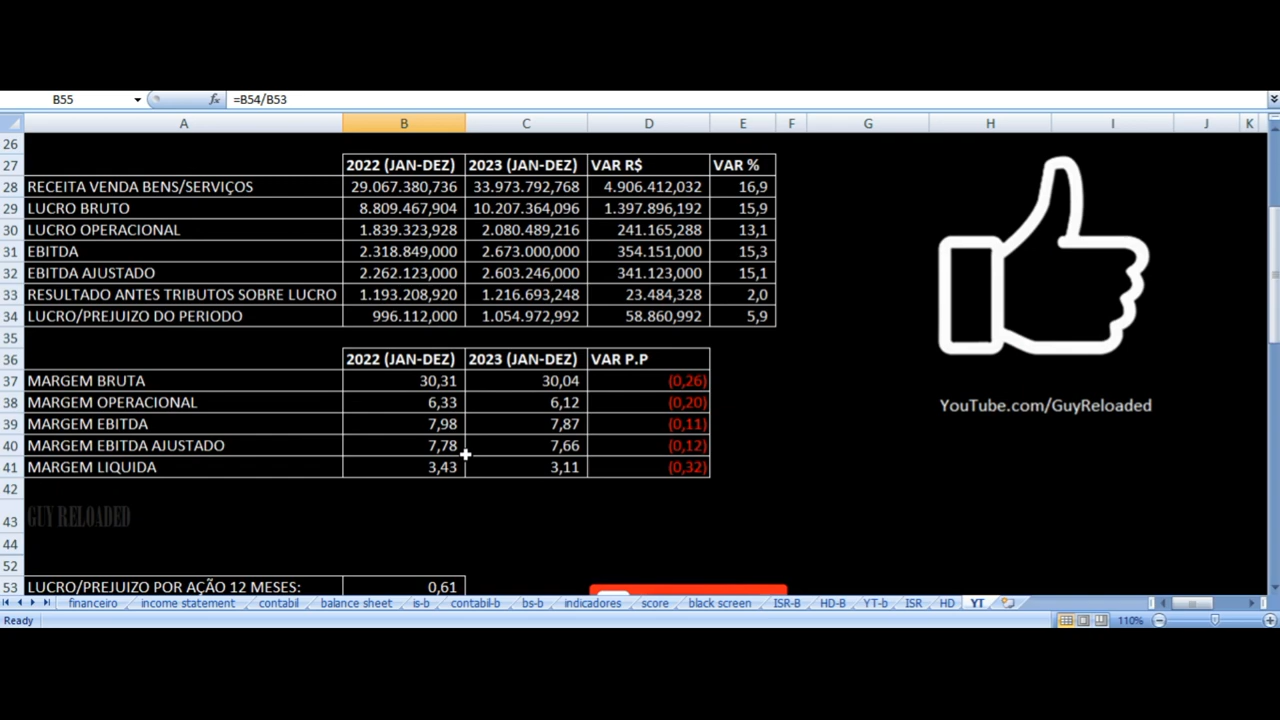 B55 fx =B54/B53
A B C D E F G H I J K
26
27 2022 (JAN-DEZ) 2023 (JAN-DEZ) VAR R$ VAR %
28 RECEITA VENDA BENS/SERVIÇOS 29.067.380,736 33.973.792,768 4.906.412,032 16,9
29 LUCRO BRUTO 8.809.467,904 10.207.364,096 1.397.896,192 15,9
30 LUCRO OPERACIONAL 1.839.323,928 2.080.489,216 241.165,288 13,1
31 EBITDA 2.318.849,000 2.673.000,000 354.151,000 15,3
32 EBITDA AJUSTADO 2.262.123,000 2.603.246,000 341.123,000 15,1
33 RESULTADO ANTES TRIBUTOS SOBRE LUCRO 1.193.208,920 1.216.693,248 23.484,328 2,0
34 LUCRO/PREJUIZO DO PERIODO 996.112,000 1.054.972,992 58.860,992 5,9
35
36 2022 (JAN-DEZ) 2023 (JAN-DEZ) VAR P.P
37 MARGEM BRUTA 30,31 30,04 (0,26)
38 MARGEM OPERACIONAL 6,33 6,12 (0,20)
39 MARGEM EBITDA 7,98 7,87 (0,11)
40 MARGEM EBITDA AJUSTADO 7,78 7,66 (0,12)
41 MARGEM LIQUIDA 3,43 3,11 (0,32)
YouTube.com/GuyReloaded
42
43 GUY RELOADED
44
52
53 LUCRO/PREJUIZO POR AÇÃO 12 MESES: 0,61
financeiro income statement contabil balance sheet is-b contabil-b bs-b indicadores score black screen ISR-B HD-B YT-b ISR HD YT
Ready 110%